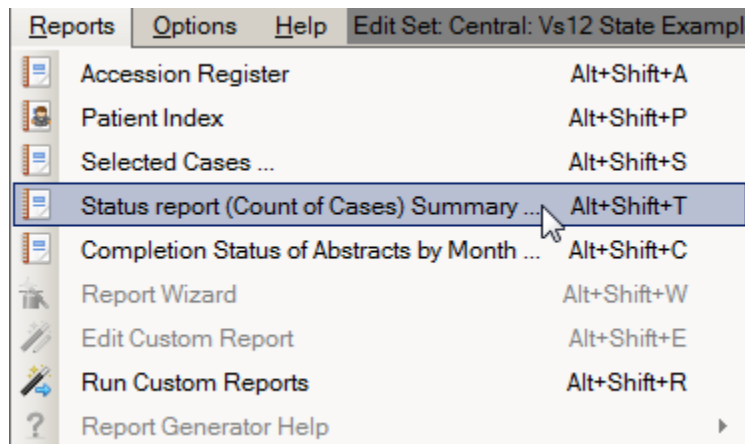 Reports Options Help Edit Set: Central: Vs12 State Exampl
Accession Register Alt+Shift+A
Patient Index Alt+Shift+P
Selected Cases ... Alt+Shift+S
Status report (Count of Cases) Summary ... Alt+Shift+T
Completion Status of Abstracts by Month ... Alt+Shift+C
Report Wizard Alt+Shift+W
Edit Custom Report Alt+Shift+E
Run Custom Reports Alt+Shift+R
Report Generator Help